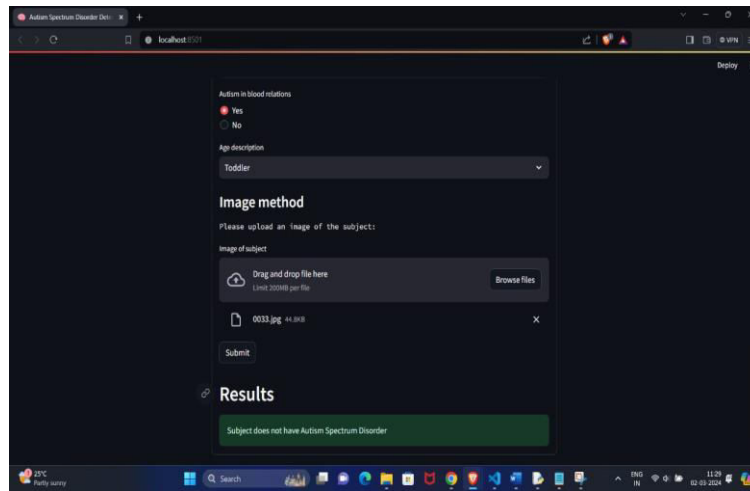 Autism Spectrum Disorder Dete
localhost:8501
VPN
Deploy
Autism in blood relations
Yes
No
Age description
Toddler
Image method
Please upload an image of the subject:
Image of subject
Drag and drop file here
Limit 200MB per file
Browse files
0033.jpg 44.8KB
Submit
Results
Subject does not have Autism Spectrum Disorder
25°C
Partly sunny
Search
ENG
IN
11:29
02-03-2024